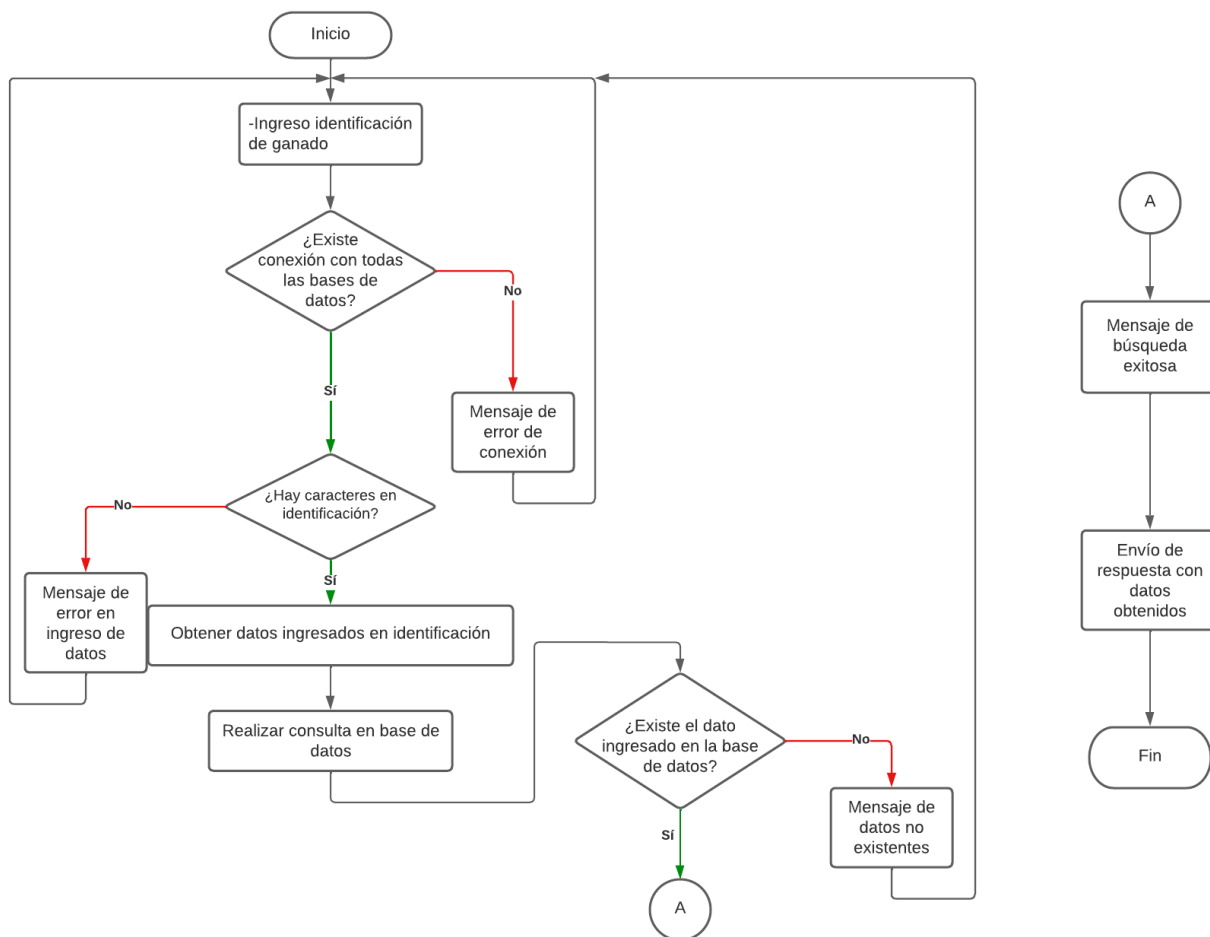 Inicio
-Ingreso identificación
de ganado
¿Existe
conexión con todas
las bases de
datos?
No
Sí
Mensaje de
error de
conexión
¿Hay caracteres en
identificación?
No
Sí
Mensaje de
error en
ingreso de
datos
Obtener datos ingresados en identificación
Realizar consulta en base de
datos
¿Existe el dato
ingresado en la base
de datos?
No
Sí
Mensaje de
datos no
existentes
A
A
Mensaje de
búsqueda
exitosa
Envío de
respuesta con
datos
obtenidos
Fin